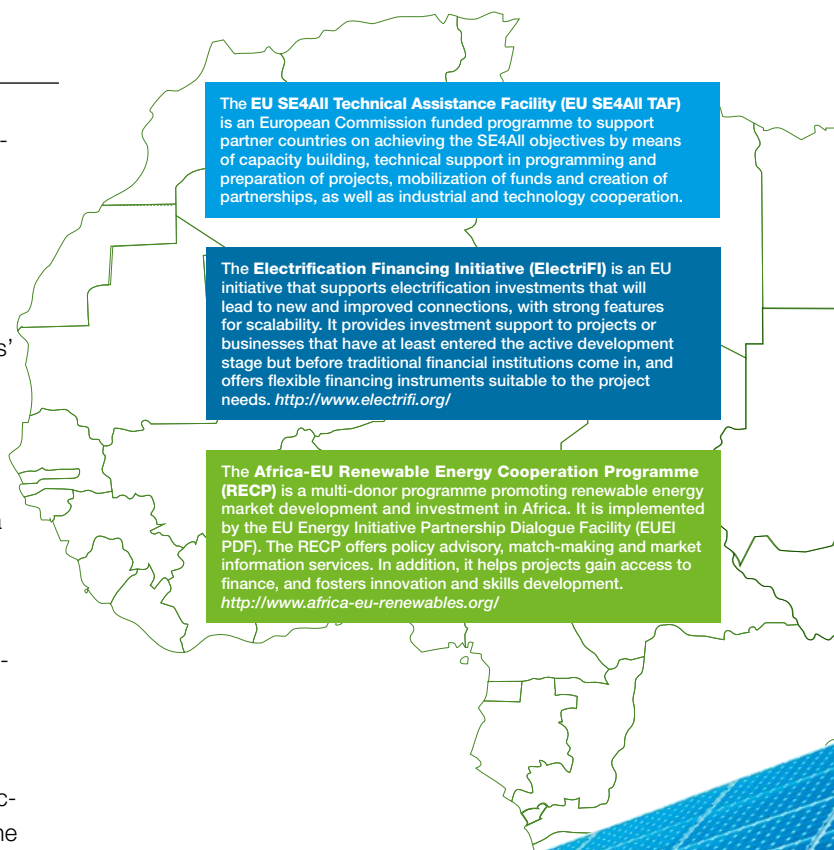 The EU SE4All Technical Assistance Facility (EU SE4All TAF)
is an European Commission funded programme to support
partner countries on achieving the SE4All objectives by means
of capacity building, technical support in programming and
preparation of projects, mobilization of funds and creation of
partnerships, as well as industrial and technology cooperation.
The Electrification Financing Initiative (ElectriFI) is an EU
initiative that supports electrification investments that will
lead to new and improved connections, with strong features
for scalability. It provides investment support to projects or
businesses that have at least entered the active development
stage but before traditional financial institutions come in, and
offers flexible financing instruments suitable to the project
needs. http://www.electrifi.org/
The Africa-EU Renewable Energy Cooperation Programme
(RECP) is a multi-donor programme promoting renewable energy
market development and investment in Africa. It is implemented
by the EU Energy Initiative Partnership Dialogue Facility (EUEI
PDF). The RECP offers policy advisory, match-making and market
information services. In addition, it helps projects gain access to
finance, and fosters innovation and skills development.
http://www.africa-eu-renewables.org/